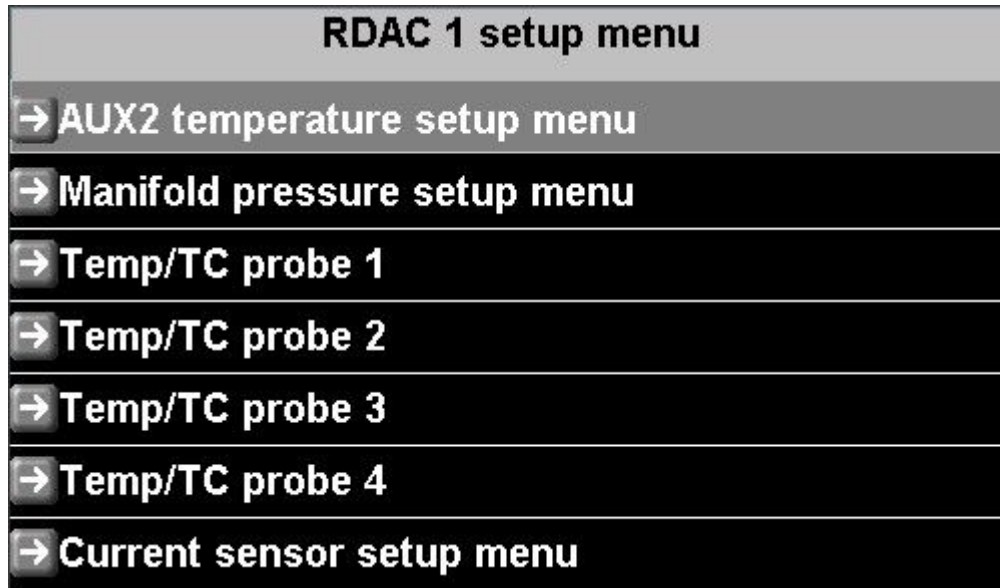 RDAC 1 setup menu
AUX2 temperature setup menu
Manifold pressure setup menu
Temp/TC probe 1
Temp/TC probe 2
Temp/TC probe 3
Temp/TC probe 4
Current sensor setup menu